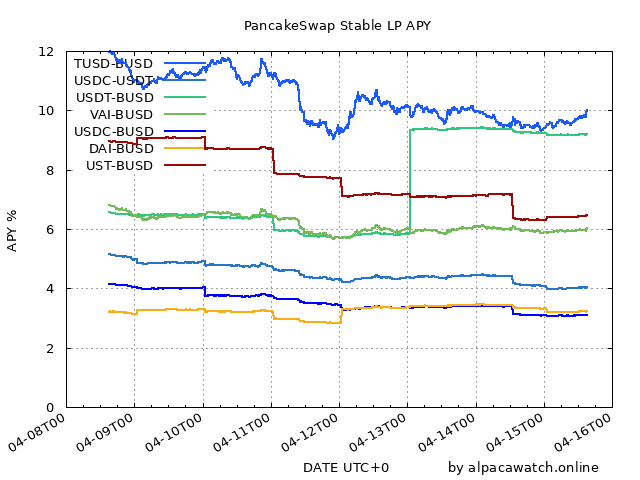 PancakeSwap Stable LP APY
12
10
8
6
4
2
0
APY %
TUSD-BUSD
USDC-USDT
USDT-BUSD
VAI-BUSD
USDC-BUSD
DAI-BUSD
UST-BUSD
04-08T00
04-09T00
04-10T00
04-11T00
04-12T00
04-13T00
04-14T00
04-15T00
04-16T00
DATE UTC+0
by alpacawatch.online